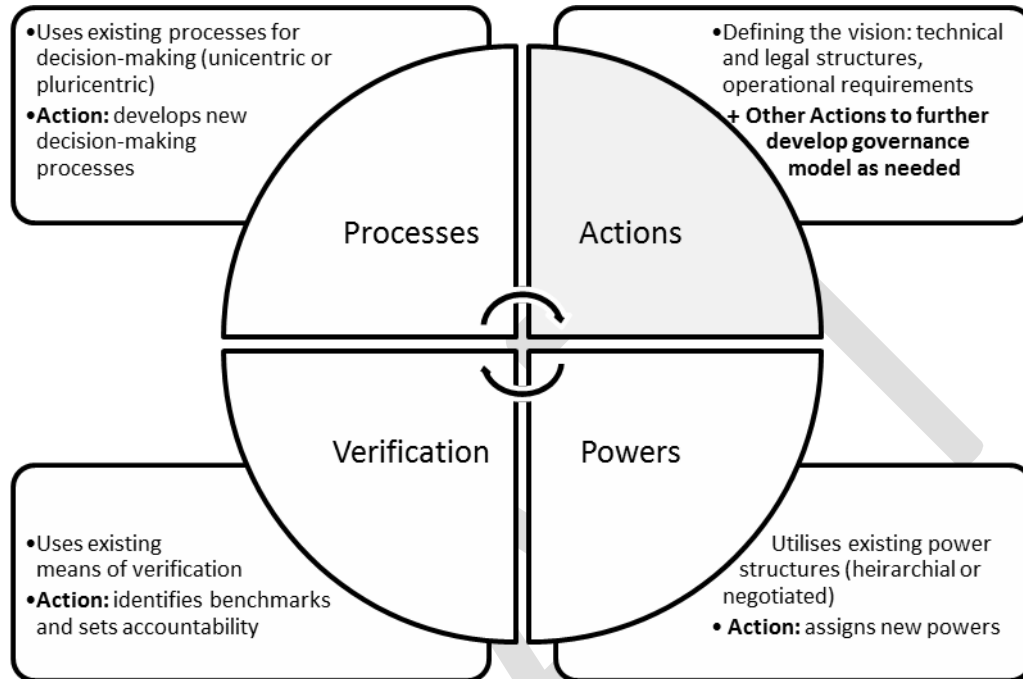 •Uses existing processes for
decision-making (unicentric or
pluricentric)
•Action: develops new
decision-making
processes
•Defining the vision: technical
and legal structures,
operational requirements
+ Other Actions to further
develop governance
model as needed
Processes
Actions
Verification
Powers
•Uses existing
means of verification
•Action: identifies benchmarks
and sets accountability
Utilises existing power
structures (heirarchial or
negotiated)
• Action: assigns new powers